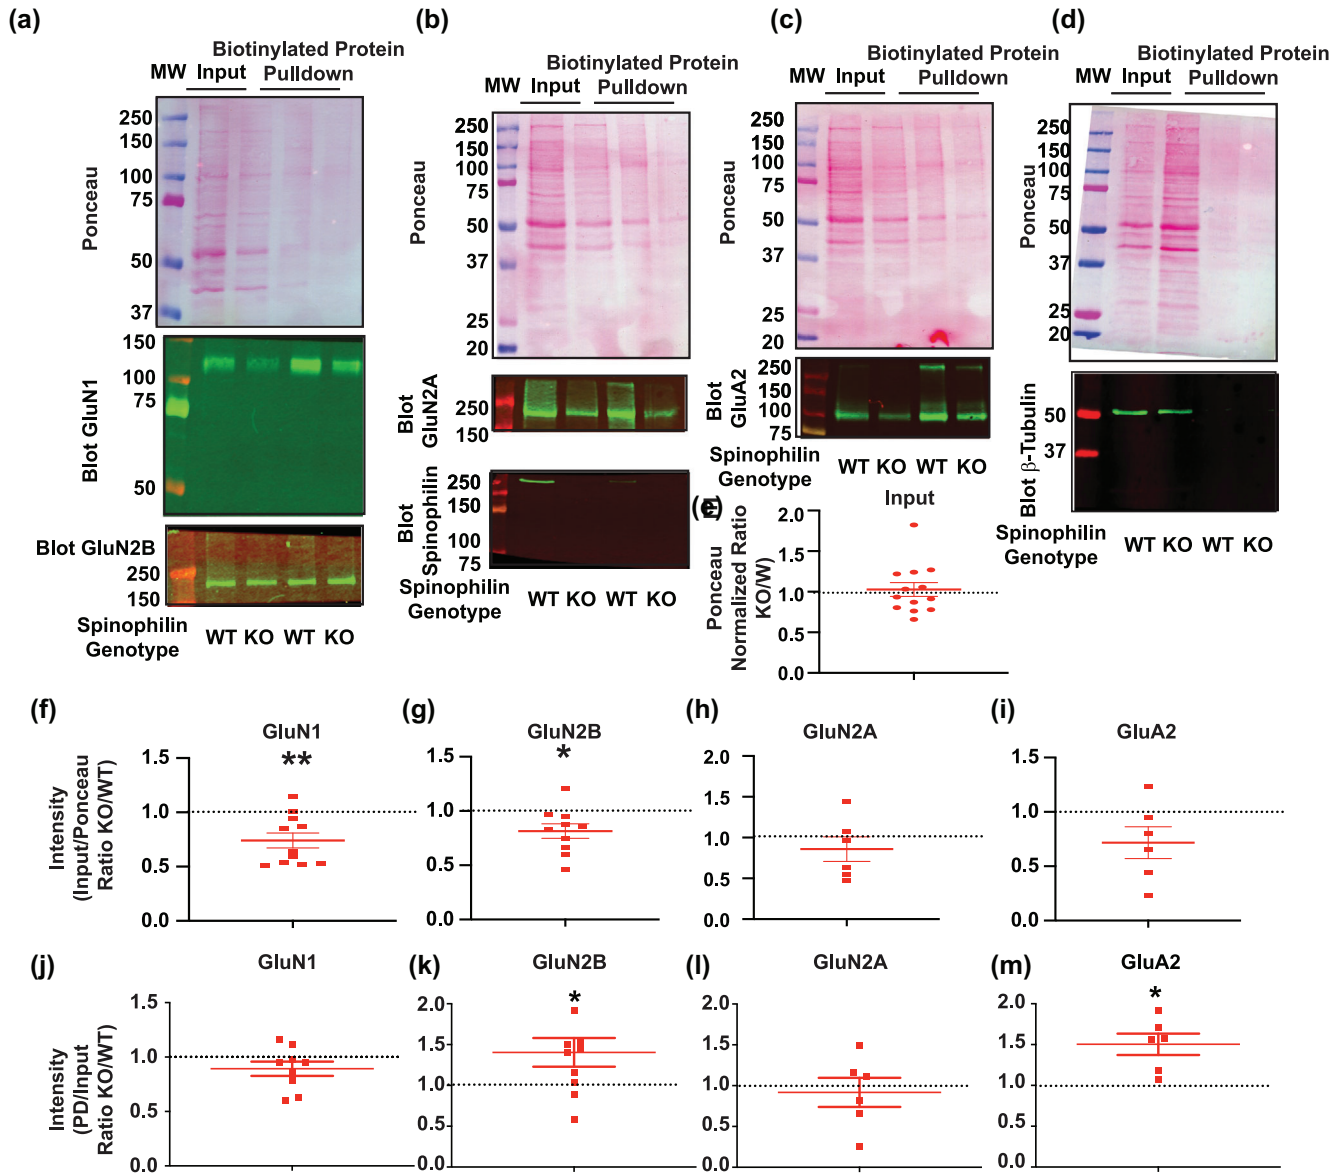 (a)
Biotinylated Protein
MW Input Pulldown
Ponceau
250
150
100
75
50
37
Blot GluN1
150
100
75
50
Blot GluN2B
250
150
Spinophilin
Genotype
WT KO WT KO
(b)
Biotinylated Protein
MW Input Pulldown
Ponceau
250
150
100
75
50
37
25
20
Blot
GluN2A
250
150
Blot
Spinophilin
250
150
100
75
Spinophilin
Genotype
WT KO WT KO
(c)
Biotinylated Protein
MW Input Pulldown
Ponceau
250
150
100
75
50
37
25
20
Blot
GluA2
250
150
100
75
Spinophilin
Genotype
WT KO WT KO
(d)
Biotinylated Protein
MW Input Pulldown
Ponceau
250
150
100
75
50
37
25
20
Blot β-Tubulin
50
37
Spinophilin
Genotype
WT KO WT KO
(e)
Input
Ponceau
Normalized Ratio
KO/W
2.0
1.5
1.0
0.5
0.0
(f)
GluN1
**
Intensity
(Input/Ponceau
Ratio KO/WT)
1.5
1.0
0.5
0.0
(g)
GluN2B
*
1.5
1.0
0.5
0.0
(h)
GluN2A
2.0
1.5
1.0
0.5
0.0
(i)
GluA2
1.5
1.0
0.5
0.0
(j)
GluN1
Intensity
(PD/Input
Ratio KO/WT)
1.5
1.0
0.5
0.0
(k)
GluN2B
*
2.0
1.5
1.0
0.5
0.0
(l)
GluN2A
2.0
1.5
1.0
0.5
0.0
(m)
GluA2
*
2.0
1.5
1.0
0.5
0.0